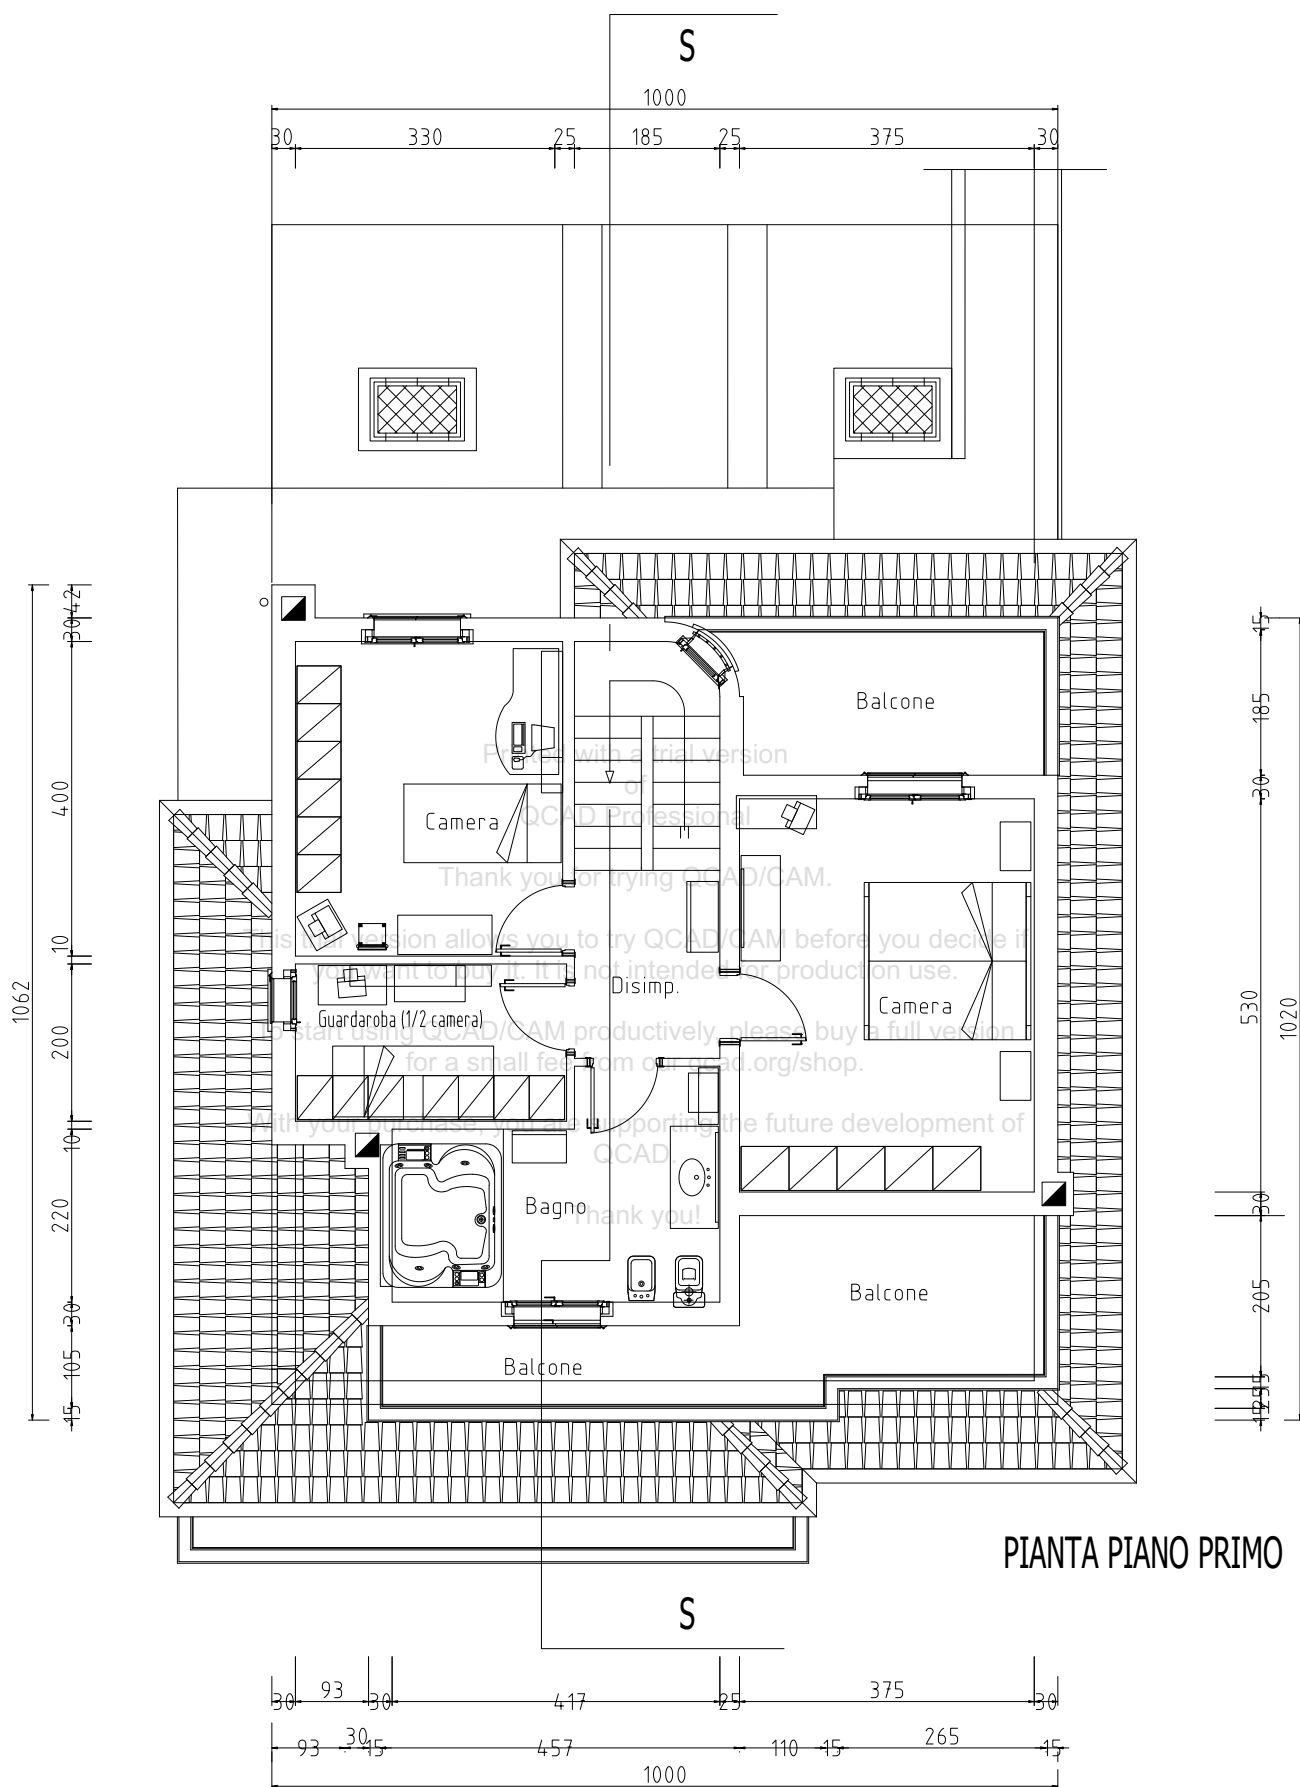 S
1000
30 330 25 185 25 375 30
42
30
15
Balcone
185
Printed with a trial version
of
30
400
Camera
QCAD Professional
Thank you for trying QCAD/CAM.
This trial version allows you to try QCAD/CAM before you decide if
10
you want to buy it. It is not intended for production use.
Disimp.
1062
Camera
530
1020
Guardaroba (1/2 camera)
200
To start using QCAD/CAM productively, please buy a full version
for a small fee from our qcad.org/shop.
With your purchase, you are supporting the future development of
10
QCAD.
Bagno
30
220
Thank you!
Balcone
205
30
105
Balcone
15
25
15
15
PIANTA PIANO PRIMO
S
30 93 30 417 25 375 30
93 30 15 457 110 15 265 15
1000